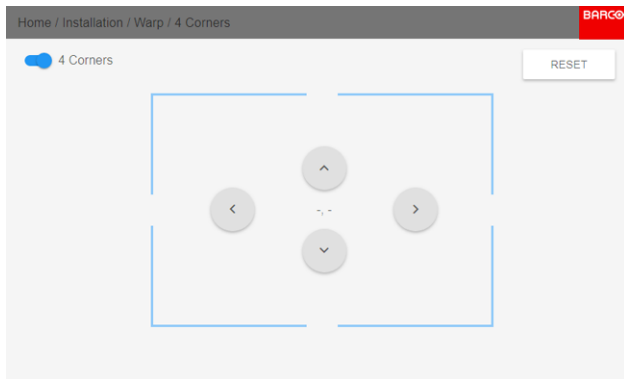 Home / Installation / Warp / 4 Corners
BARCO
4 Corners
RESET
-, -